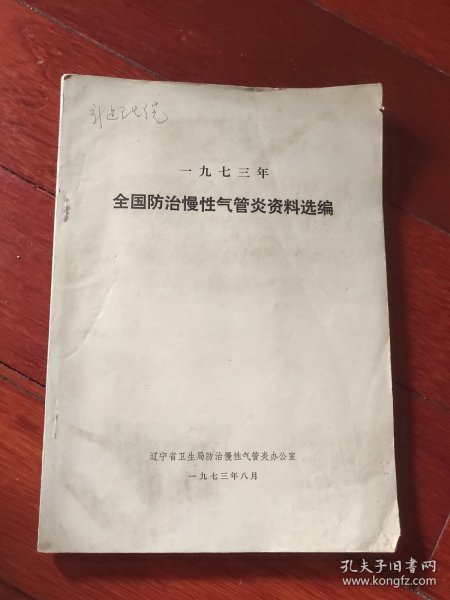 一九七三年
全国防治慢性气管炎资料选编
辽宁省卫生局防治慢性气管炎办公室
一九七三年八月
孔夫子旧书网
www.kongfz.com